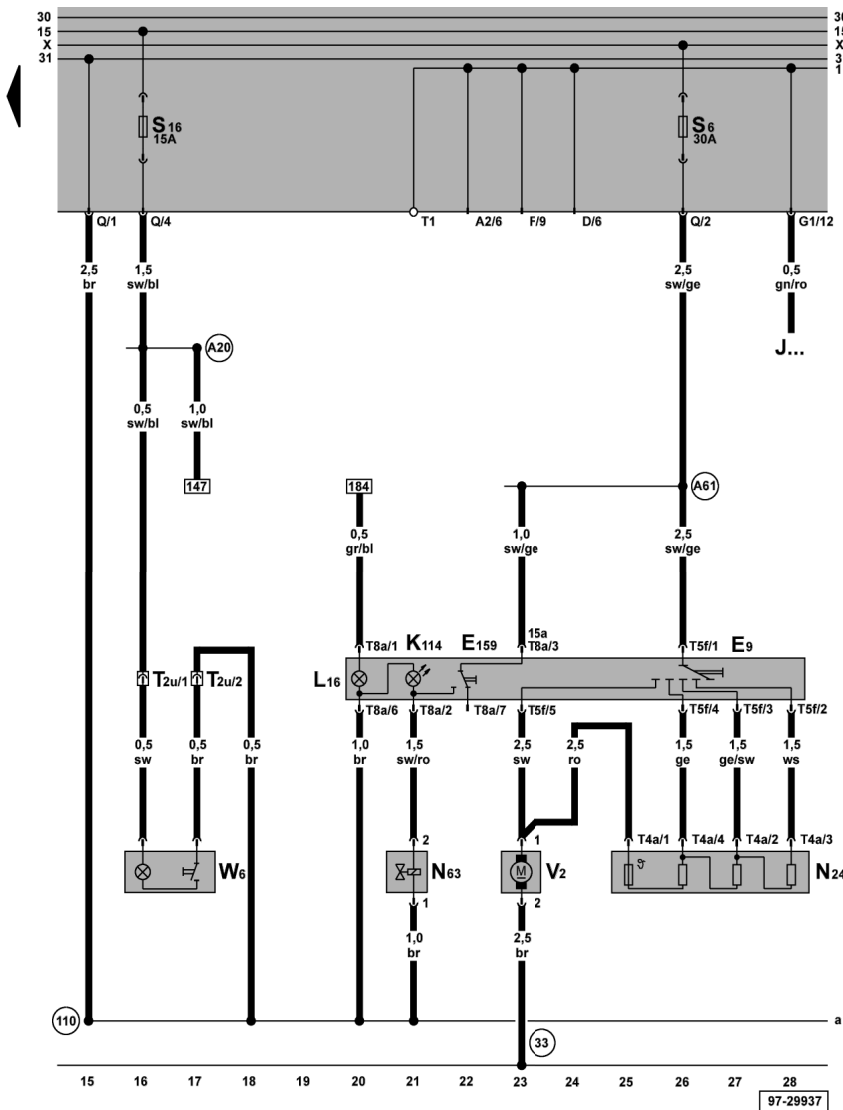 30 30
15 15
X X
31 3
1
S16
15A
S6
30A
Q/1 Q/4 T1 A2/6 F/9 D/6 Q/2 G1/12
2,5
br
1,5
sw/bl
2,5
sw/ge
0,5
gn/ro
J...
A20
0,5
sw/bl
1,0
sw/bl
147 184 A61
0,5
gr/bl
1,0
sw/ge
2,5
sw/ge
15a
T8a/1 K114 E159 T8a/3 T5f/1 E9
T2u/1 T2u/2 L16
T8a/6 T8a/2 T8a/7 T5f/5 T5f/4 T5f/3 T5f/2
0,5
sw
0,5
br
0,5
br
1,0
br
1,5
sw/ro
2,5
sw
2,5
ro
1,5
ge
1,5
ge/sw
1,5
ws
2 1 T4a/1 T4a/4 T4a/2 T4a/3
W6 N63 M V2 ϑ N24
1 2
1,0
br
2,5
br
110 a
33
15 16 17 18 19 20 21 22 23 24 25 26 27 28
97-29937